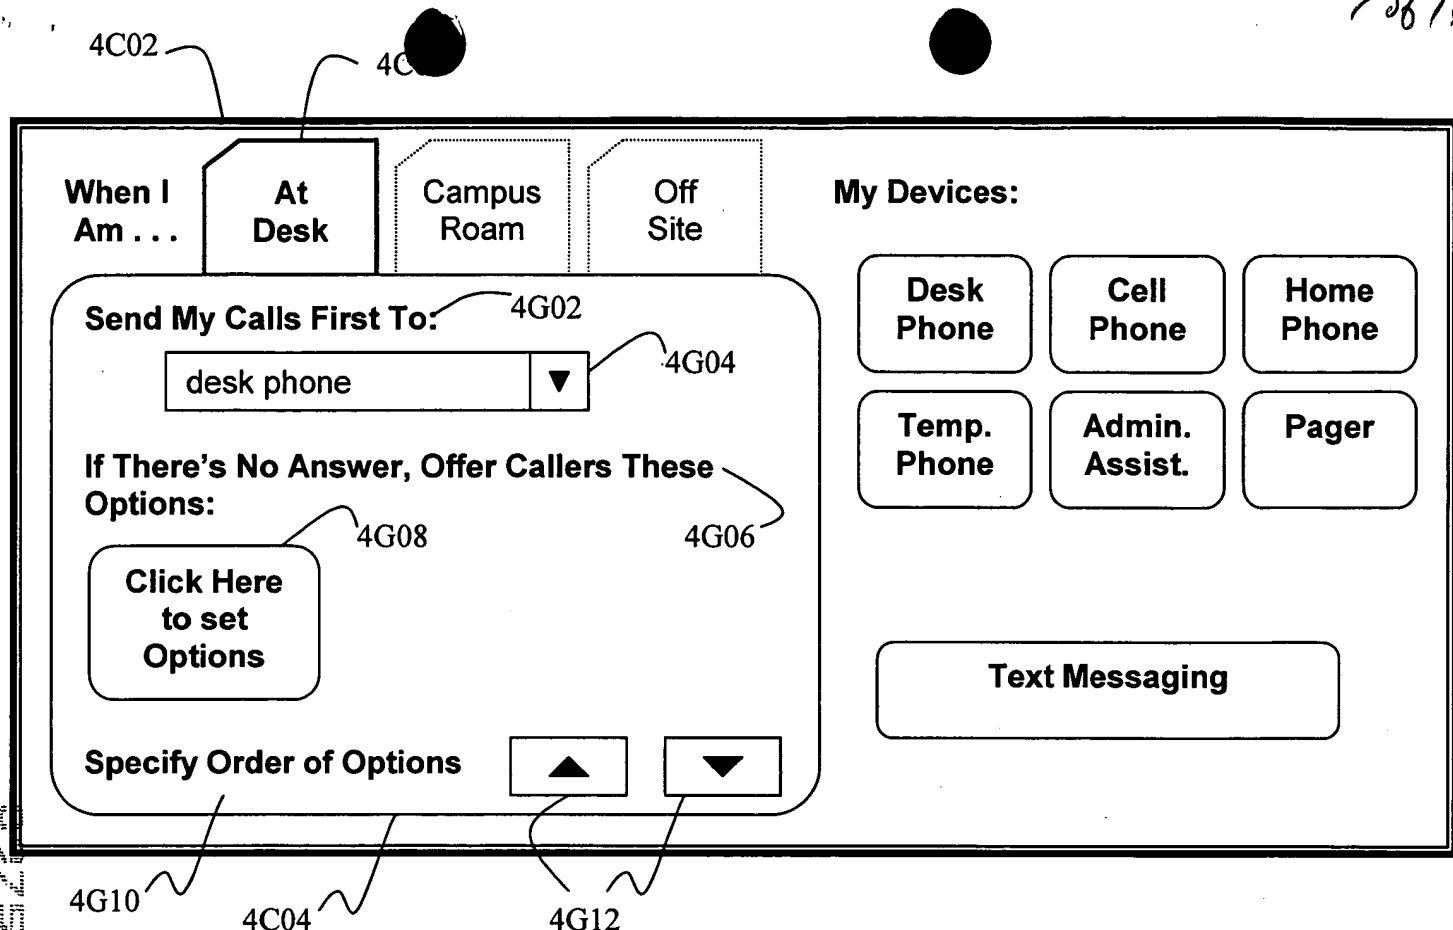 4C02
4C
When I
Am . . .
At
Desk
Campus
Roam
Off
Site
My Devices:
Send My Calls First To:
4G02
desk phone
4G04
If There's No Answer, Offer Callers These
Options:
4G08
4G06
Click Here
to set
Options
Specify Order of Options
Desk
Phone
Cell
Phone
Home
Phone
Temp.
Phone
Admin.
Assist.
Pager
Text Messaging
4G10
4C04
4G12